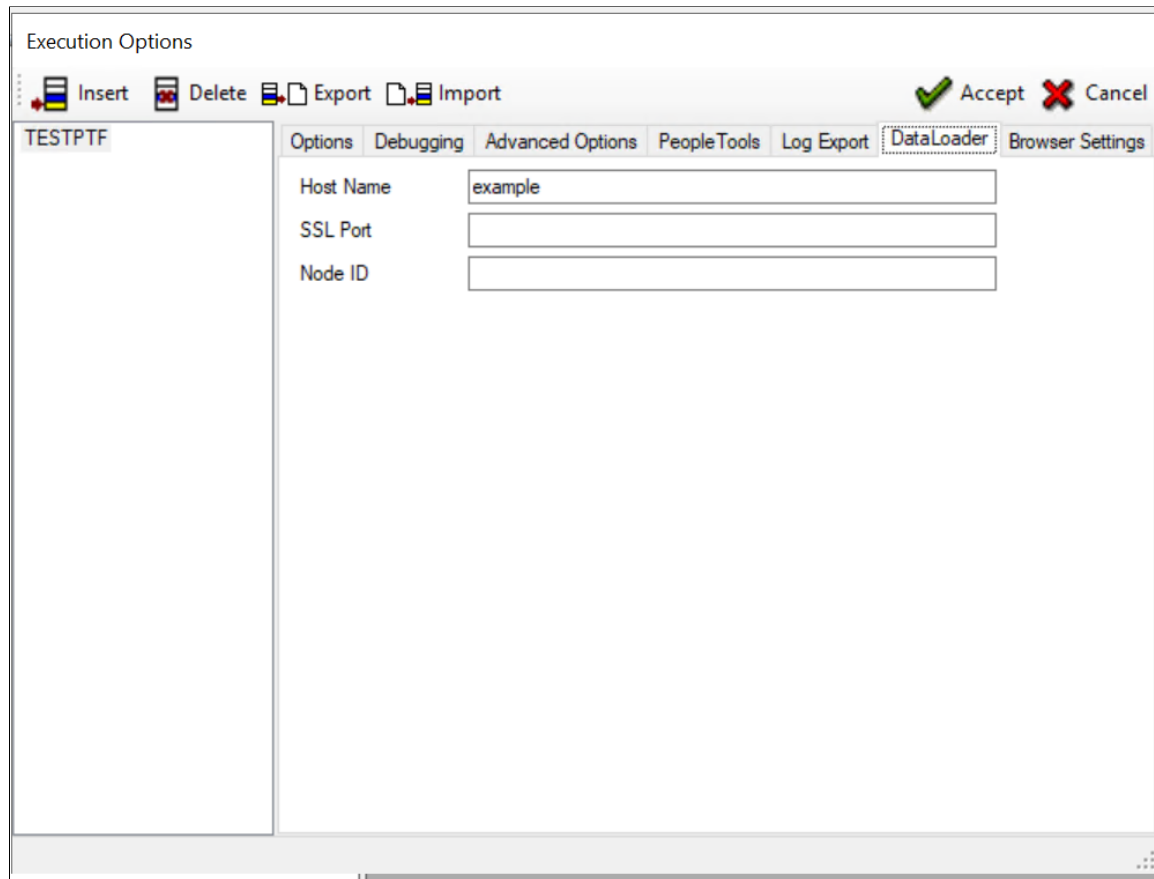 Execution Options
Insert Delete Export Import Accept Cancel
TESTPTF
Options Debugging Advanced Options PeopleTools Log Export DataLoader Browser Settings
Host Name example
SSL Port
Node ID